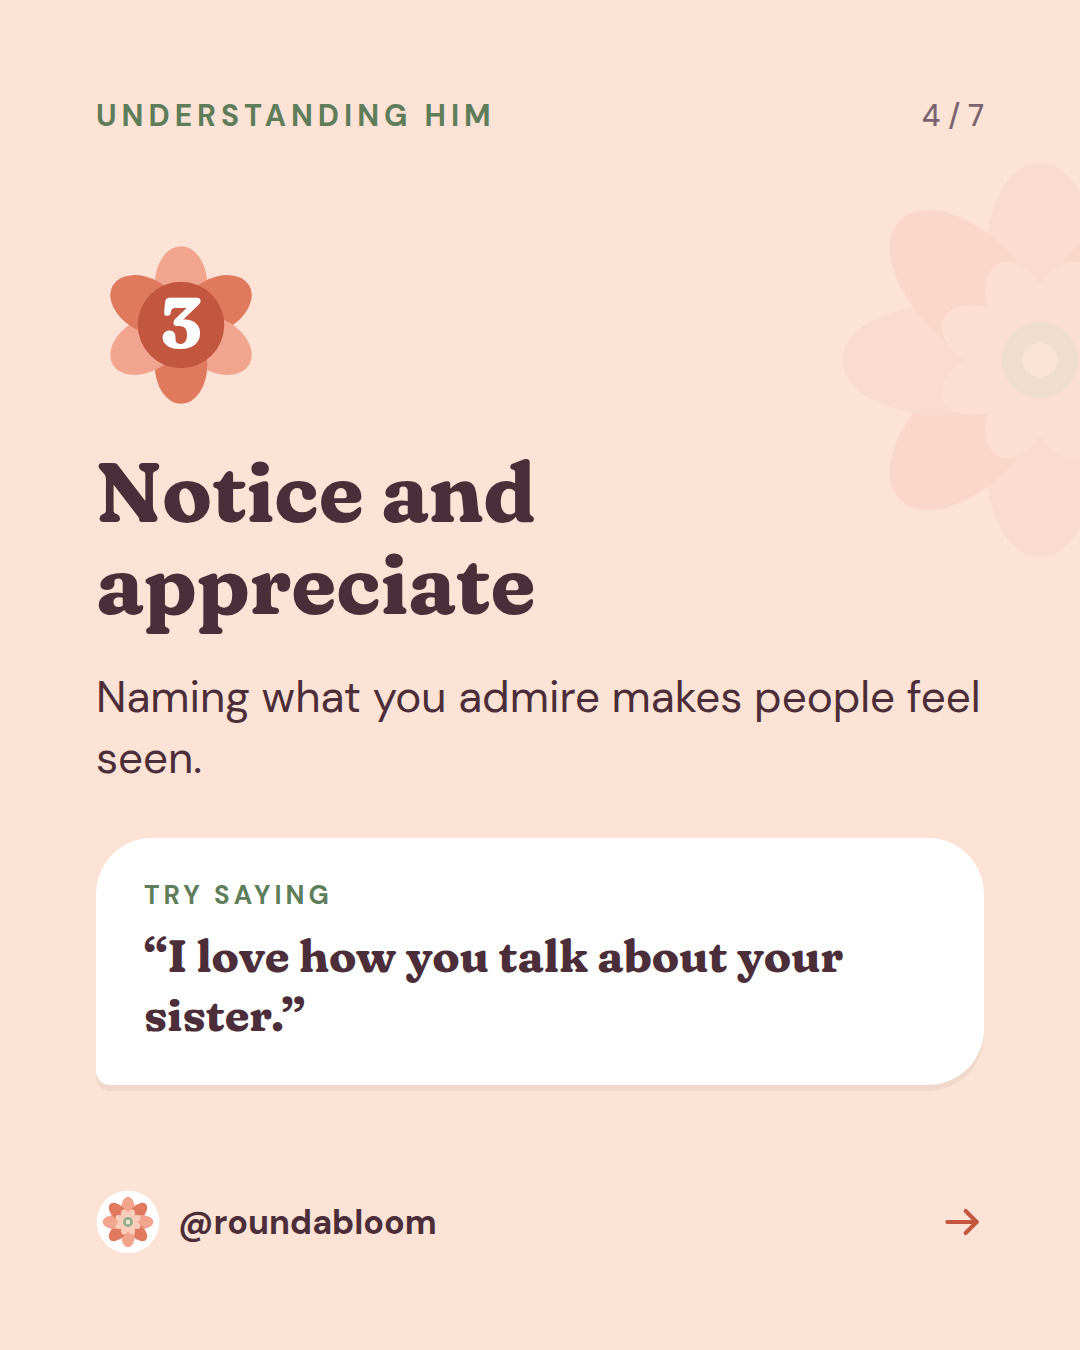 UNDERSTANDING HIM
4 / 7
3
Notice and
appreciate
Naming what you admire makes people feel
seen.
TRY SAYING
“I love how you talk about your
sister.”
@roundabloom